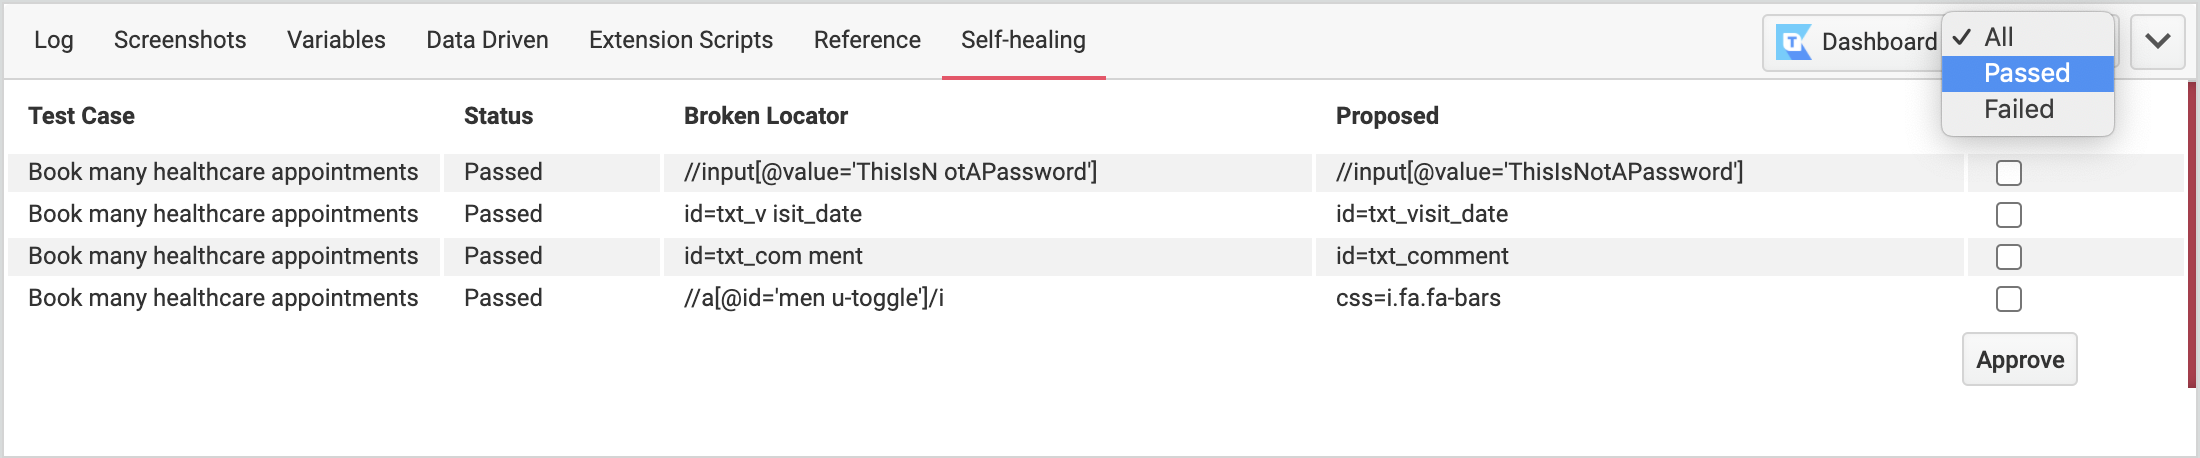 Log Screenshots Variables Data Driven Extension Scripts Reference Self-healing Dashboard ✓ All
Passed
Failed
Test Case Status Broken Locator Proposed
Book many healthcare appointments Passed //input[@value='ThisIsN otAPassword'] //input[@value='ThisIsNotAPassword']
Book many healthcare appointments Passed id=txt_v isit_date id=txt_visit_date
Book many healthcare appointments Passed id=txt_com ment id=txt_comment
Book many healthcare appointments Passed //a[@id='men u-toggle']/i css=i.fa.fa-bars
Approve